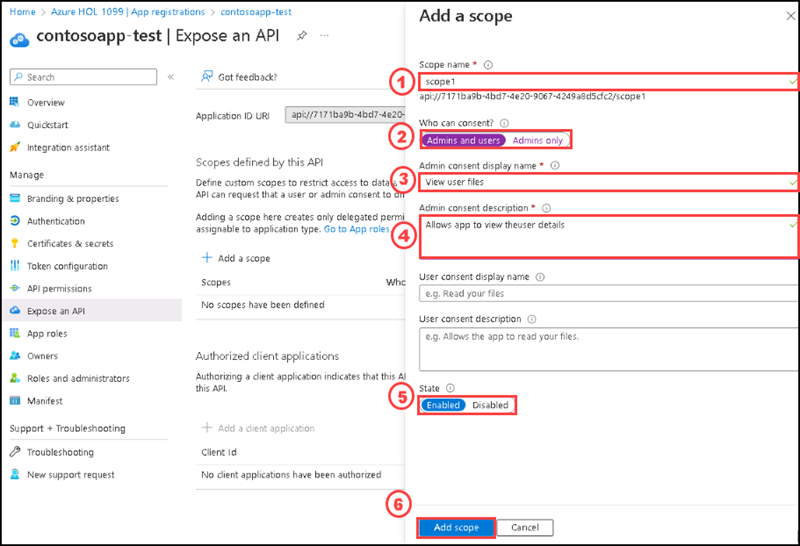 Home > Azure HOL 1099 | App registrations > contosoapp-test
contosoapp-test | Expose an API
Search
Overview
Quickstart
Integration assistant
Manage
Branding & properties
Authentication
Certificates & secrets
Token configuration
API permissions
Expose an API
App roles
Owners
Roles and administrators
Manifest
Support + Troubleshooting
Troubleshooting
New support request
Got feedback?
Application ID URI
api://7171ba9b-4bd7-4e20-
Scopes defined by this API
Define custom scopes to restrict access to data a
API can request that a user or admin consent to
Adding a scope here creates only delegated permi
assignable to application type. Go to App roles.
Add a scope
Scopes
Who
No scopes have been defined
Authorized client applications
Authorizing a client application indicates that this A
this API.
Add a client application
Client Id
No client applications have been authorized
Add a scope
Scope name *
1
scope1
api://7171ba9b-4bd7-4e20-9067-4249a8d5cfc2/scope1
Who can consent?
2
Admins and users Admins only
Admin consent display name *
3
View user files
Admin consent description *
4
Allows app to view theuser details
User consent display name
e.g. Read your files
User consent description
e.g. Allows the app to read your files.
State
5
Enabled Disabled
6
Add scope
Cancel